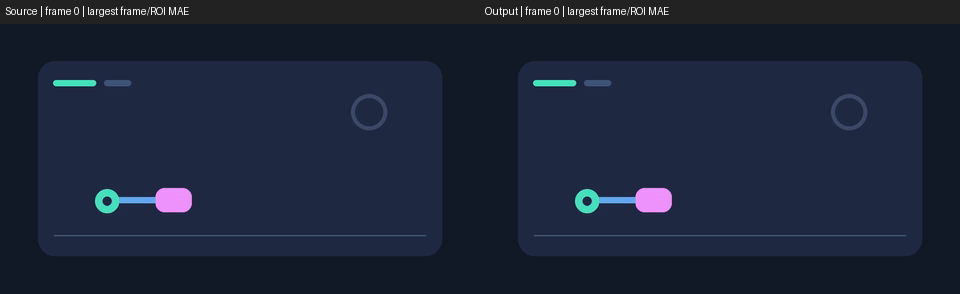 Source | frame 0 | largest frame/ROI MAE
Output | frame 0 | largest frame/ROI MAE